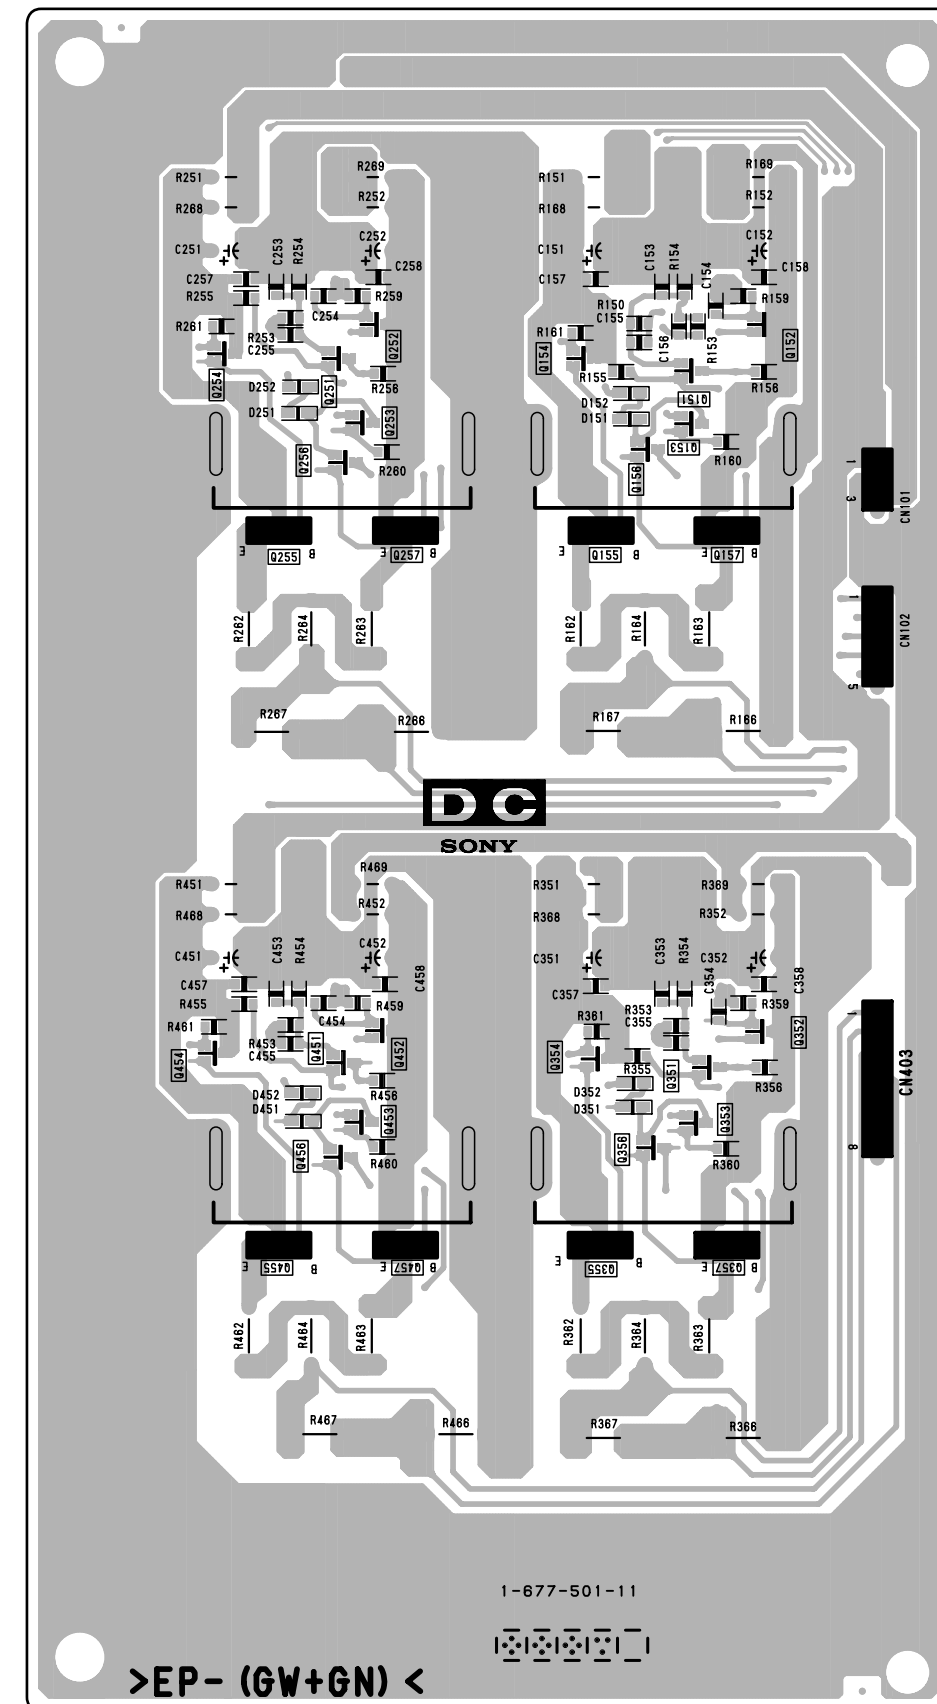 R269
R251
R252
R268
C252
C251
C253
R254
C258
C257
R255
R259
C254
R261
R253
C255
Q252
Q254
D252
Q251
R256
D251
Q253
Q256
R260
E
Q255
B
E
Q257
B
R262
R264
R263
R267
R266
R151
R169
R168
R152
C151
C152
C153
R154
C154
C158
C157
R150
C155
R159
R161
C156
R153
Q152
Q154
R155
R156
D152
Q151
D151
Q153
R160
Q156
E
Q155
B
E
Q157
B
R162
R164
R163
R167
R166
1
3
CN101
1
CN102
5
DC
SONY
R469
R451
R452
R468
C452
C451
C453
R454
C458
C457
R455
R459
C454
R461
R453
C455
Q451
Q452
Q454
D452
R456
D451
Q453
Q456
R460
E
Q455
B
E
Q457
B
R462
R464
R463
R467
R466
R351
R369
R368
R352
C351
C353
R354
C352
C354
C358
C357
R353
R359
R361
C355
Q352
Q354
R355
Q351
R356
D352
D351
Q353
Q356
R360
E
Q355
B
E
Q357
B
R362
R364
R363
R367
R366
1
CN403
8
1-677-501-11
>EP- (GW+GN) <